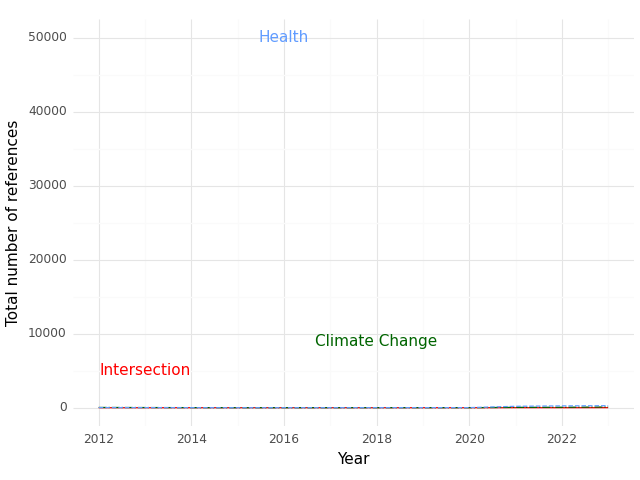 50000
Health
40000
30000
Total number of references
20000
10000
Climate Change
Intersection
0
2012
2014
2016
2018
2020
2022
Year